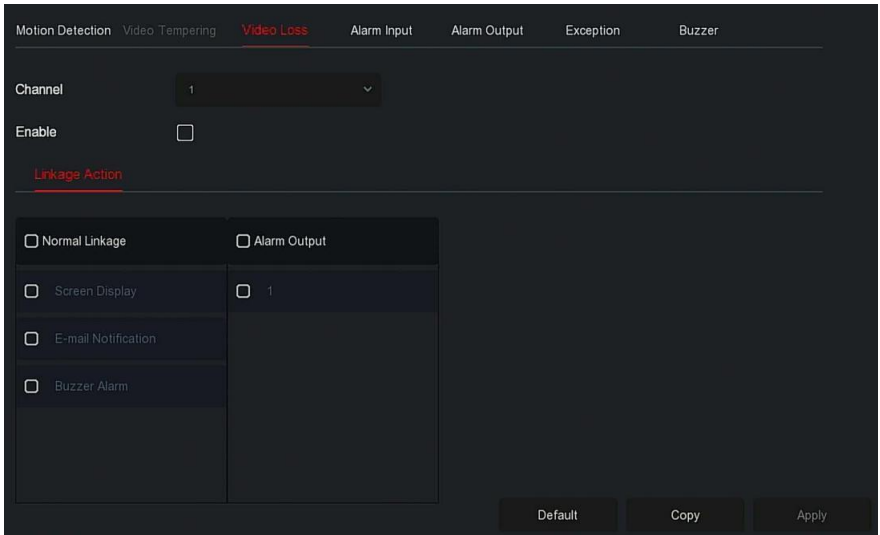 Motion Detection Video Tempering Video Loss Alarm Input Alarm Output Exception Buzzer
Channel 1
Enable
Linkage Action
Normal Linkage Alarm Output
Screen Display 1
E-mail Notification
Buzzer Alarm
Default Copy Apply